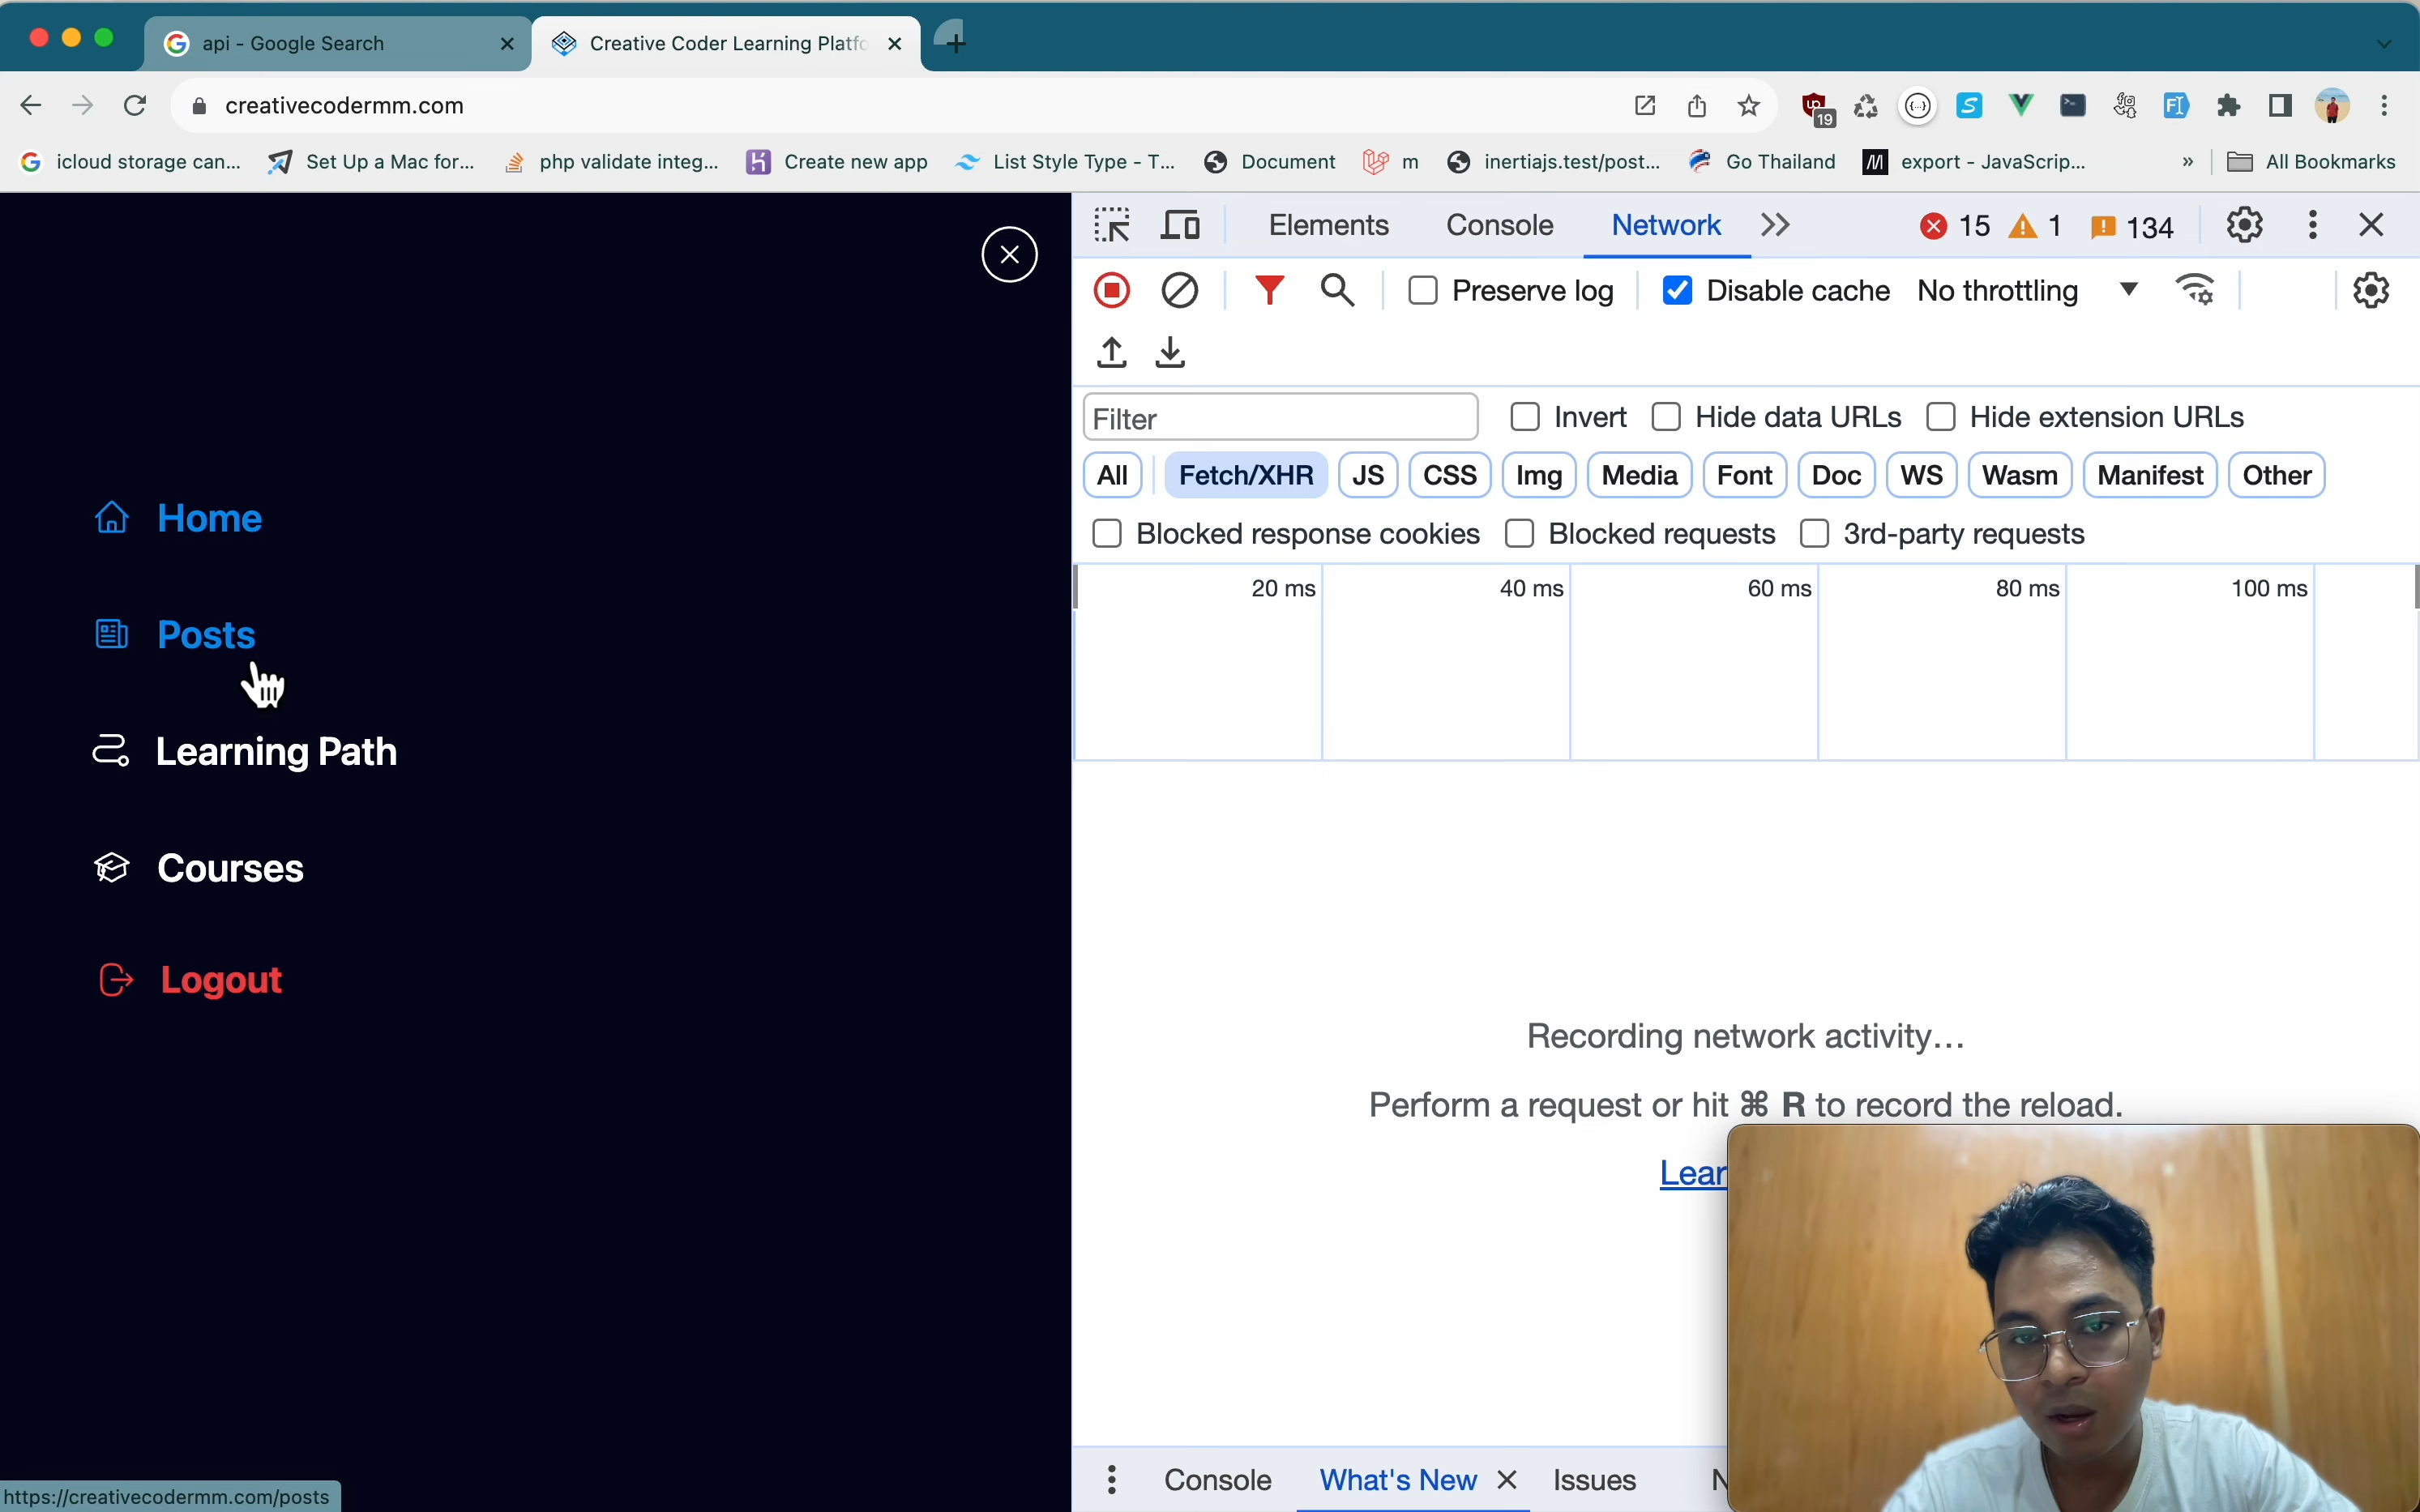 api - Google Search
Creative Coder Learning Platfo
creativecodermm.com
19
icloud storage can...
Set Up a Mac for...
php validate integ...
Create new app
List Style Type - T...
Document
m
inertiajs.test/post...
Go Thailand
export - JavaScrip...
»
All Bookmarks
Elements
Console
Network
15
1
134
Preserve log
Disable cache
No throttling
Filter
Invert
Hide data URLs
Hide extension URLs
All
Fetch/XHR
JS
CSS
Img
Media
Font
Doc
WS
Wasm
Manifest
Other
Blocked response cookies
Blocked requests
3rd-party requests
20 ms
40 ms
60 ms
80 ms
100 ms
Home
Posts
Learning Path
Courses
Logout
Recording network activity…
Perform a request or hit ⌘ R to record the reload.
Lear
Console
What's New
Issues
N
https://creativecodermm.com/posts